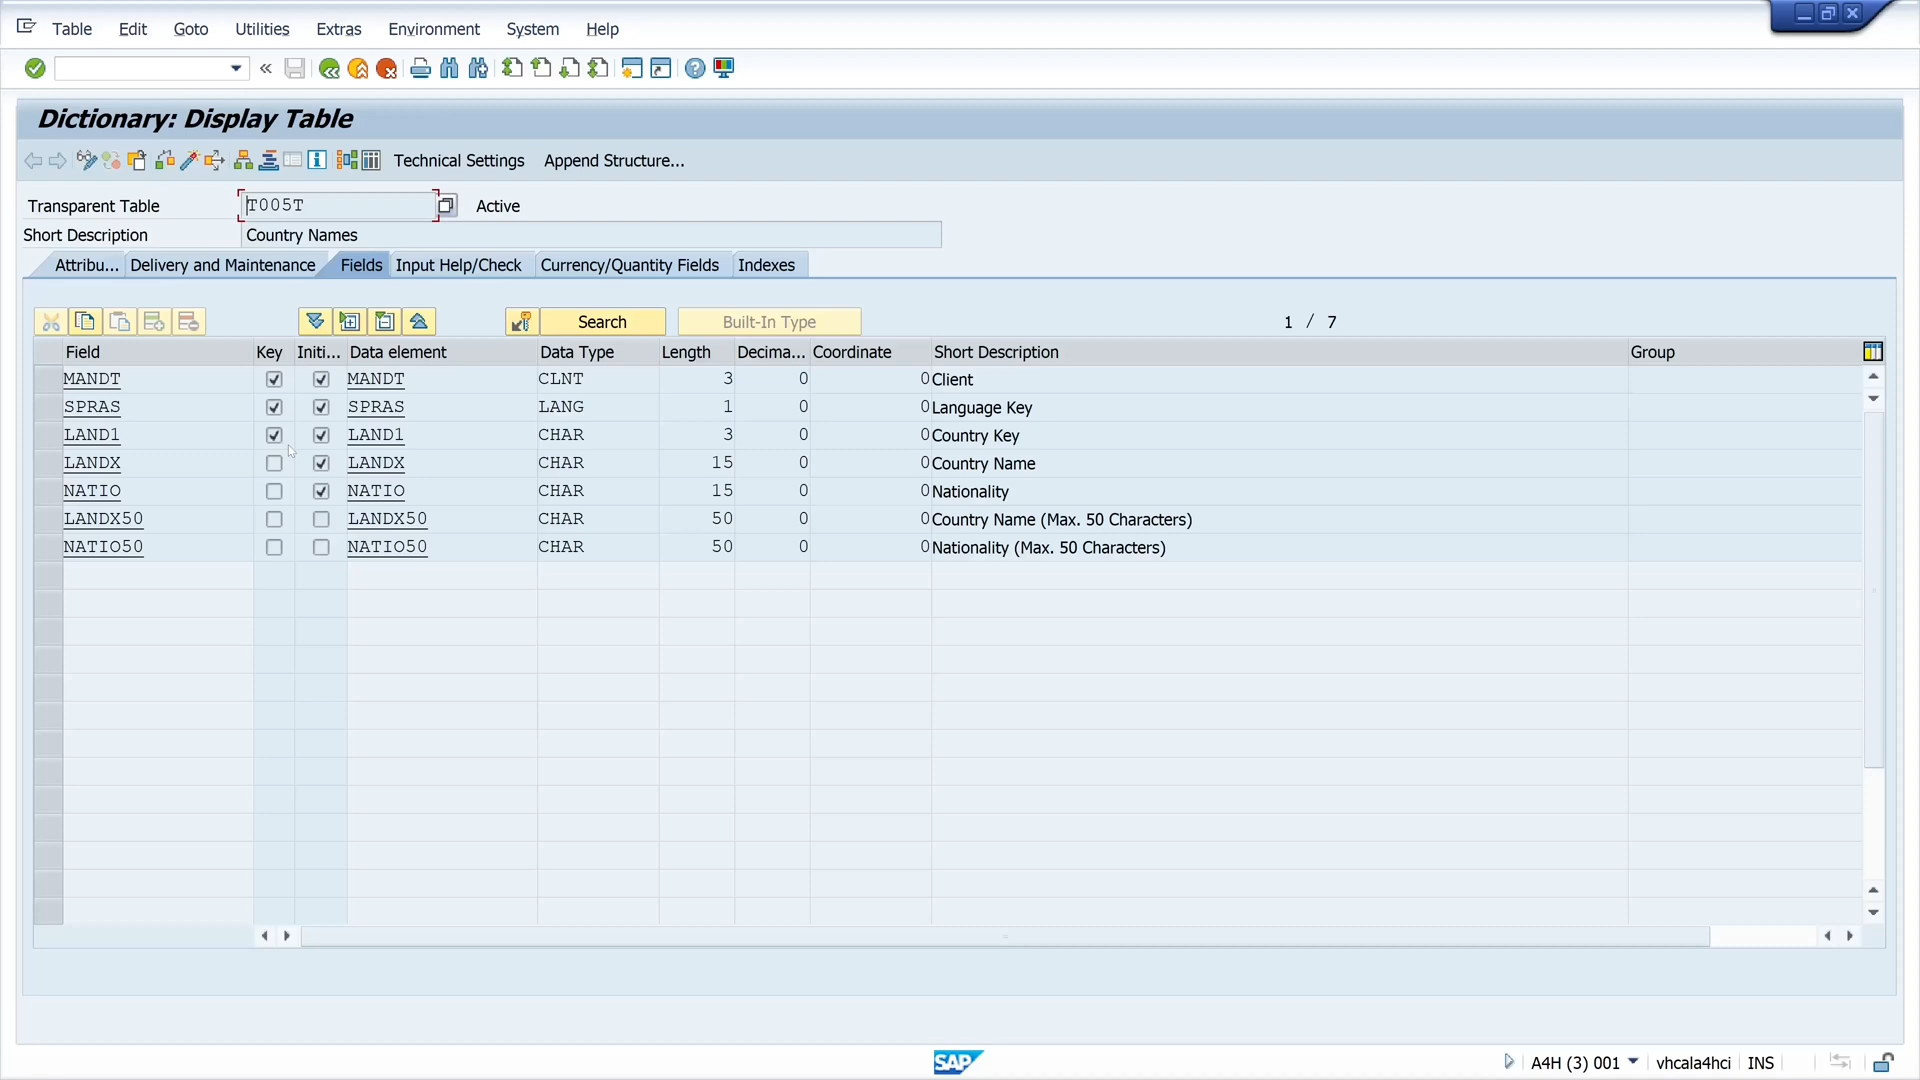 Table Edit Goto Utilities Extras Environment System Help
Dictionary: Display Table
Technical Settings Append Structure...
Transparent Table T005T Active
Short Description Country Names
Attribu... Delivery and Maintenance Fields Input Help/Check Currency/Quantity Fields Indexes
Search Built-In Type 1 / 7
Field Key Initi... Data element Data Type Length Decima... Coordinate Short Description Group
MANDT MANDT CLNT 3 0 0 Client
SPRAS SPRAS LANG 1 0 0 Language Key
LAND1 LAND1 CHAR 3 0 0 Country Key
LANDX LANDX CHAR 15 0 0 Country Name
NATIO NATIO CHAR 15 0 0 Nationality
LANDX50 LANDX50 CHAR 50 0 0 Country Name (Max. 50 Characters)
NATIO50 NATIO50 CHAR 50 0 0 Nationality (Max. 50 Characters)
SAP A4H (3) 001 vhcala4hci INS